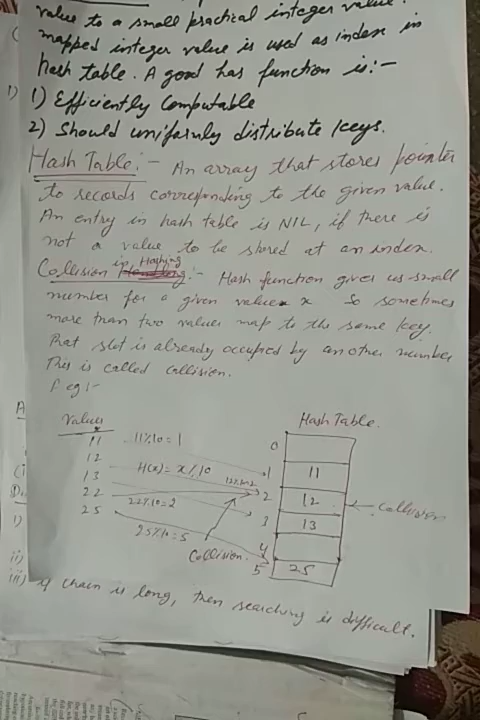 value to a small practical integer value.
mapped integer value is used as index in
hash table. A good has function is:-
1) Efficiently Computable
2) Should uniformly distribute keys.
Hash Table:- An array that stores pointer
to records corresponding to the given value.
An entry in hash table is NIL, if there is
not a value to be stored at an index.
Collision in Hashing:- Hash function gives us small
number for a given value x So sometimes
more than two values map to the same key.
that slot is already occupied by another number
This is called Collision.
eg:-
Values
Hash Table.
11
11%10=1
0
12
H(x)= x%10
1
11
13
12%10=2
22
22%10=2
2
12
Collision
25
3
13
25%10=5
4
Collision.
5
25
1)
1)
ii)
iii) if chain is long, then searching is difficult.